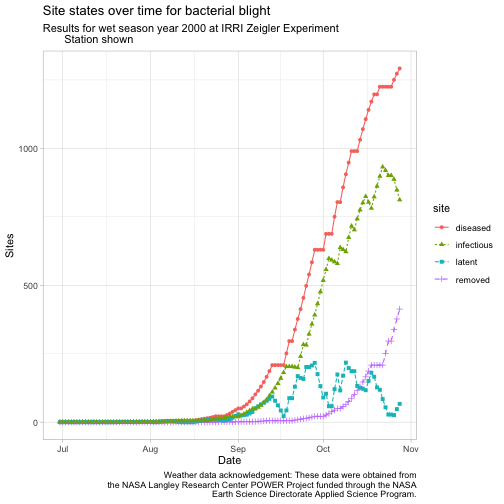 Site states over time for bacterial blight
Results for wet season year 2000 at IRRI Zeigler Experiment
Station shown
1000
500
0
Sites
Jul
Aug
Sep
Oct
Nov
Date
site
diseased
infectious
latent
removed
Weather data acknowledgement: These data were obtained from
the NASA Langley Research Center POWER Project funded through the NASA
Earth Science Directorate Applied Science Program.